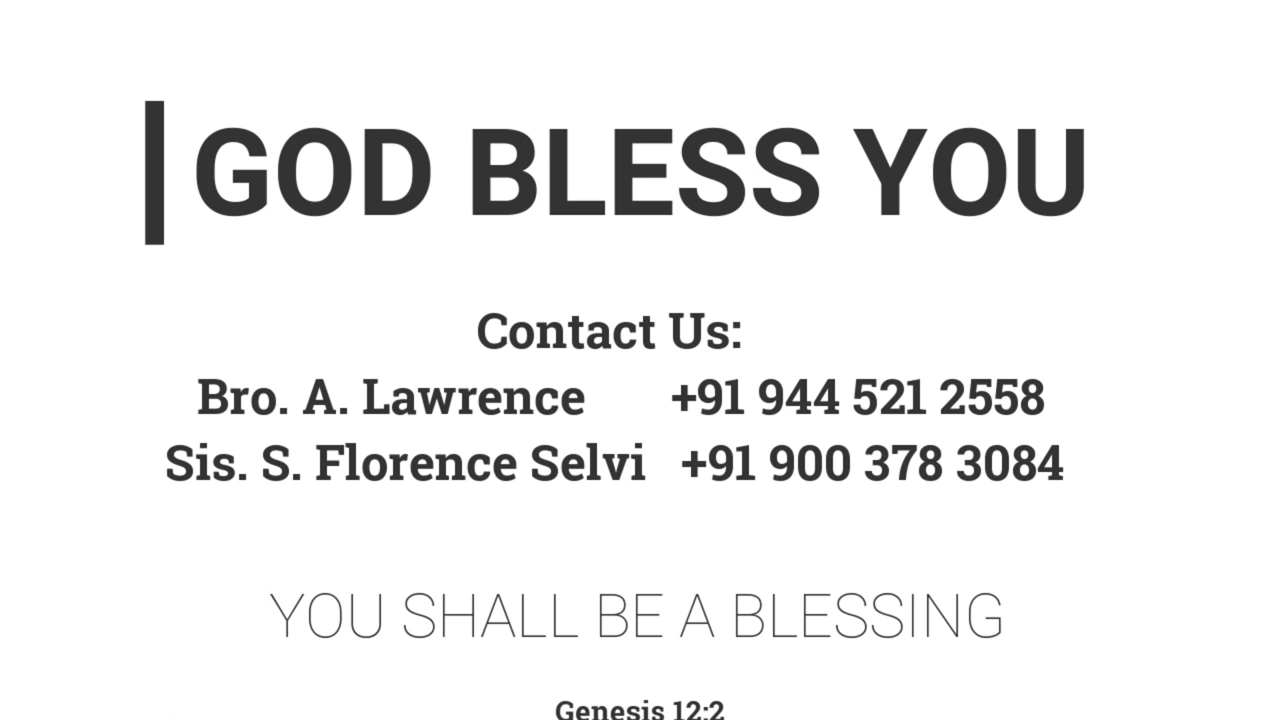 GOD BLESS YOU
Contact Us:
Bro. A. Lawrence +91 944 521 2558
Sis. S. Florence Selvi +91 900 378 3084
YOU SHALL BE A BLESSING
Genesis 12:2